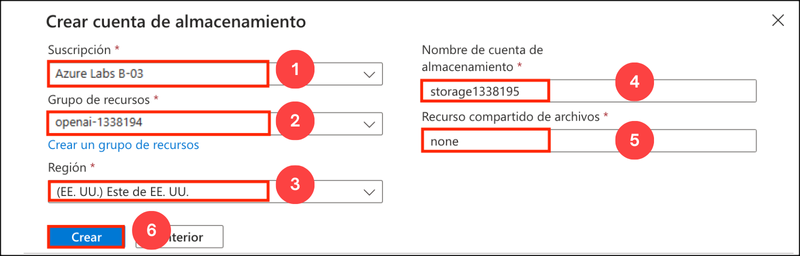 Crear cuenta de almacenamiento
Suscripción *
Azure Labs B-03
1
Grupo de recursos *
openai-1338194
2
Crear un grupo de recursos
Región *
(EE. UU.) Este de EE. UU.
3
Nombre de cuenta de
almacenamiento *
storage1338195
4
Recurso compartido de archivos *
none
5
Crear
6
terior